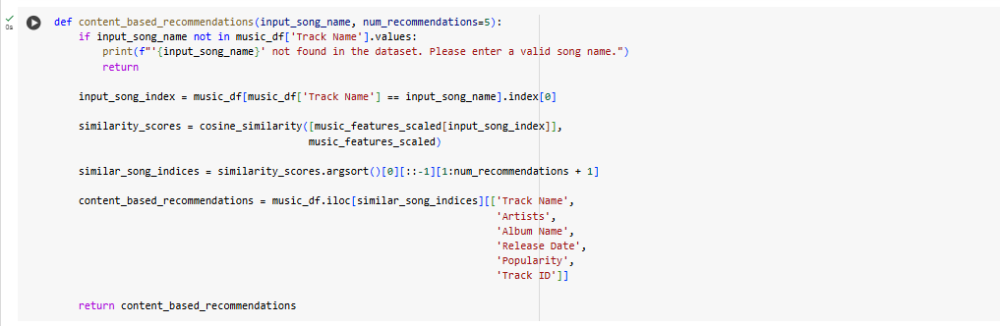 def content_based_recommendations(input_song_name, num_recommendations=5):
    if input_song_name not in music_df['Track Name'].values:
        print(f"'{input_song_name}' not found in the dataset. Please enter a valid song name.")
        return
    input_song_index = music_df[music_df['Track Name'] == input_song_name].index[0]
    similarity_scores = cosine_similarity([music_features_scaled[input_song_index]],
                                          music_features_scaled)
    similar_song_indices = similarity_scores.argsort()[0][::-1][1:num_recommendations + 1]
    content_based_recommendations = music_df.iloc[similar_song_indices][['Track Name',
                                                                         'Artists',
                                                                         'Album Name',
                                                                         'Release Date',
                                                                         'Popularity',
                                                                         'Track ID']]
    return content_based_recommendations
0s